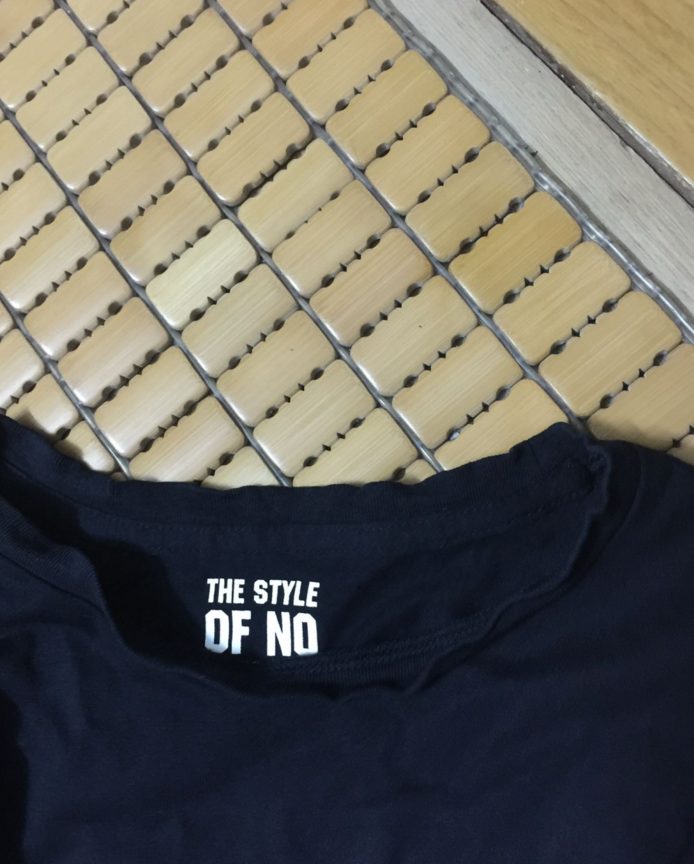 THE STYLE
OF NO